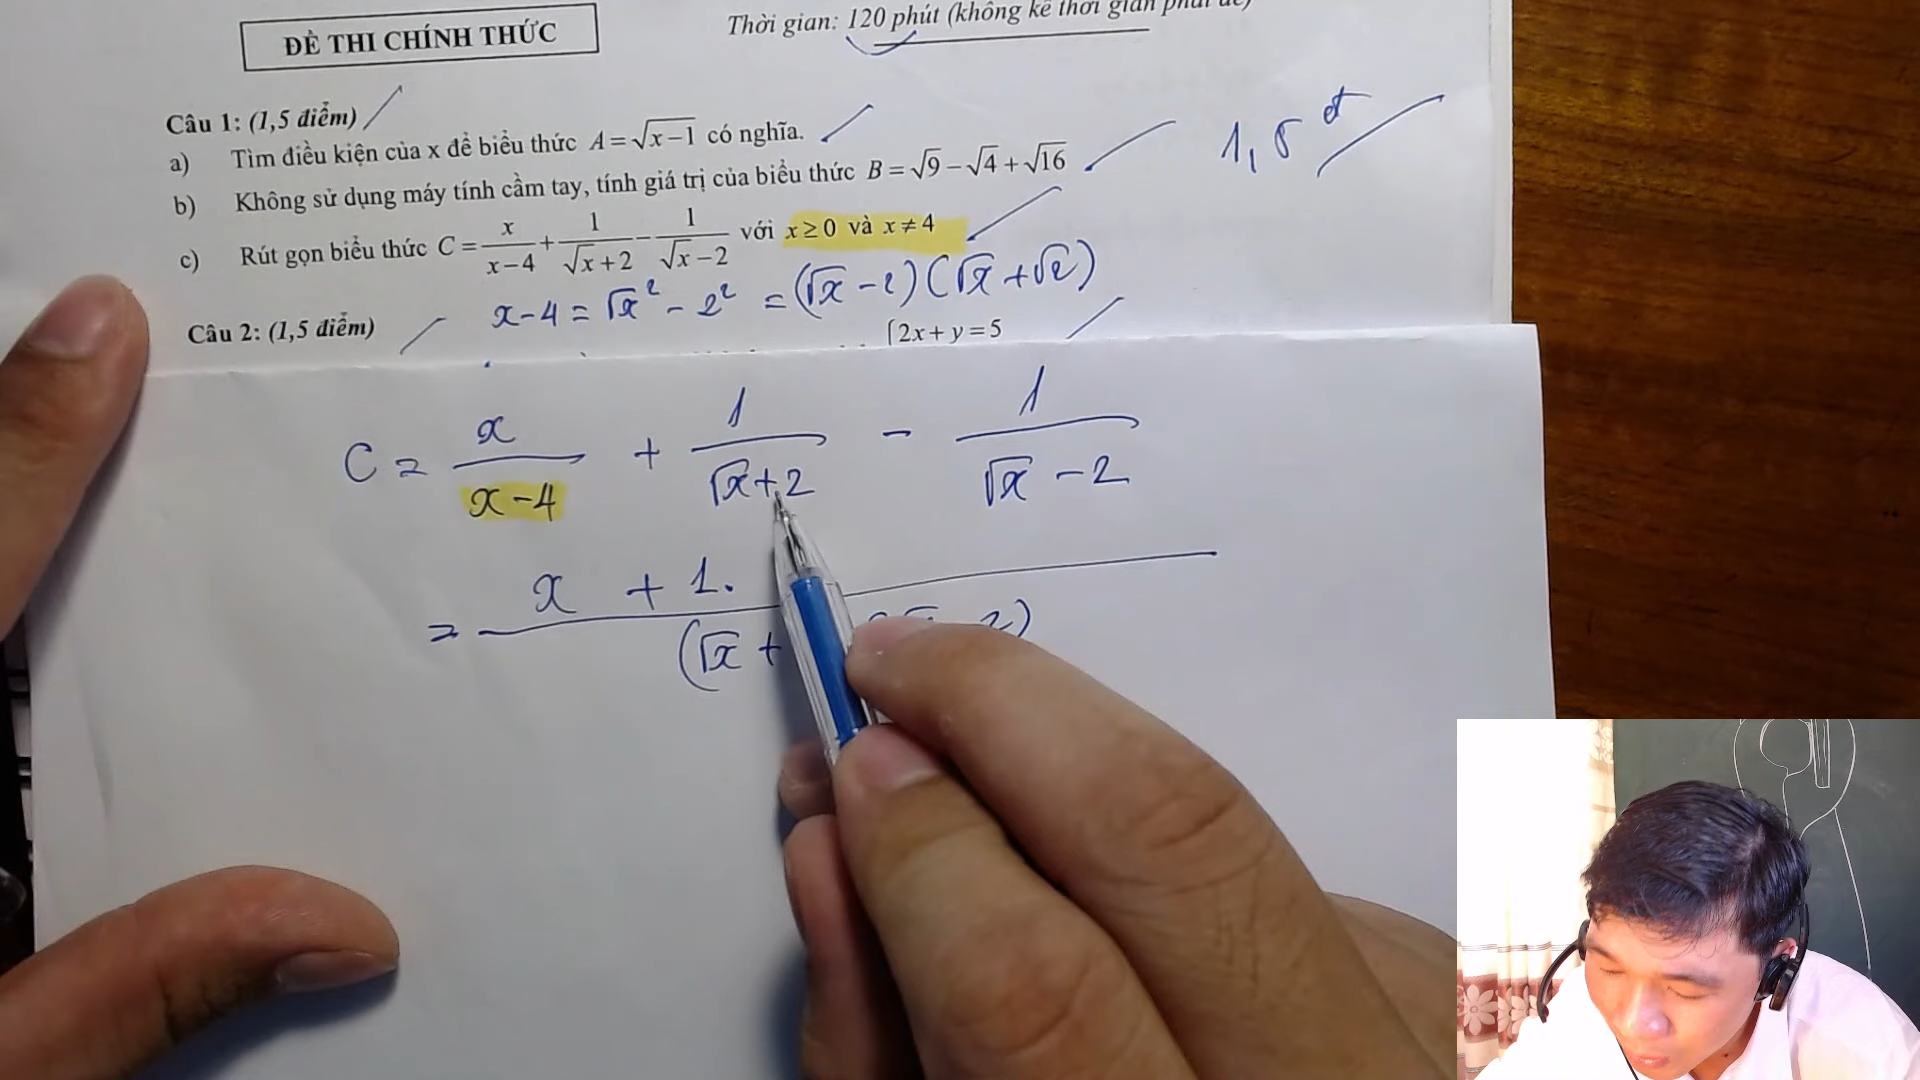 ĐỀ THI CHÍNH THỨC
Thời gian: 120 phút (không kể thời gian phát đề)
Câu 1: (1,5 điểm)
a) Tìm điều kiện của x để biểu thức A = √(x−1) có nghĩa.
b) Không sử dụng máy tính cầm tay, tính giá trị của biểu thức B = √9 − √4 + √16
1,5 đ
c) Rút gọn biểu thức C = x/(x−4) + 1/(√x+2) − 1/(√x−2) với x ≥ 0 và x ≠ 4
x−4 = √x² − 2² = (√x −2)(√x +√2)
Câu 2: (1,5 điểm)
{2x + y = 5
C = x/(x−4) + 1/(√x+2) − 1/(√x −2)
= x + 1.
(√x + 2)